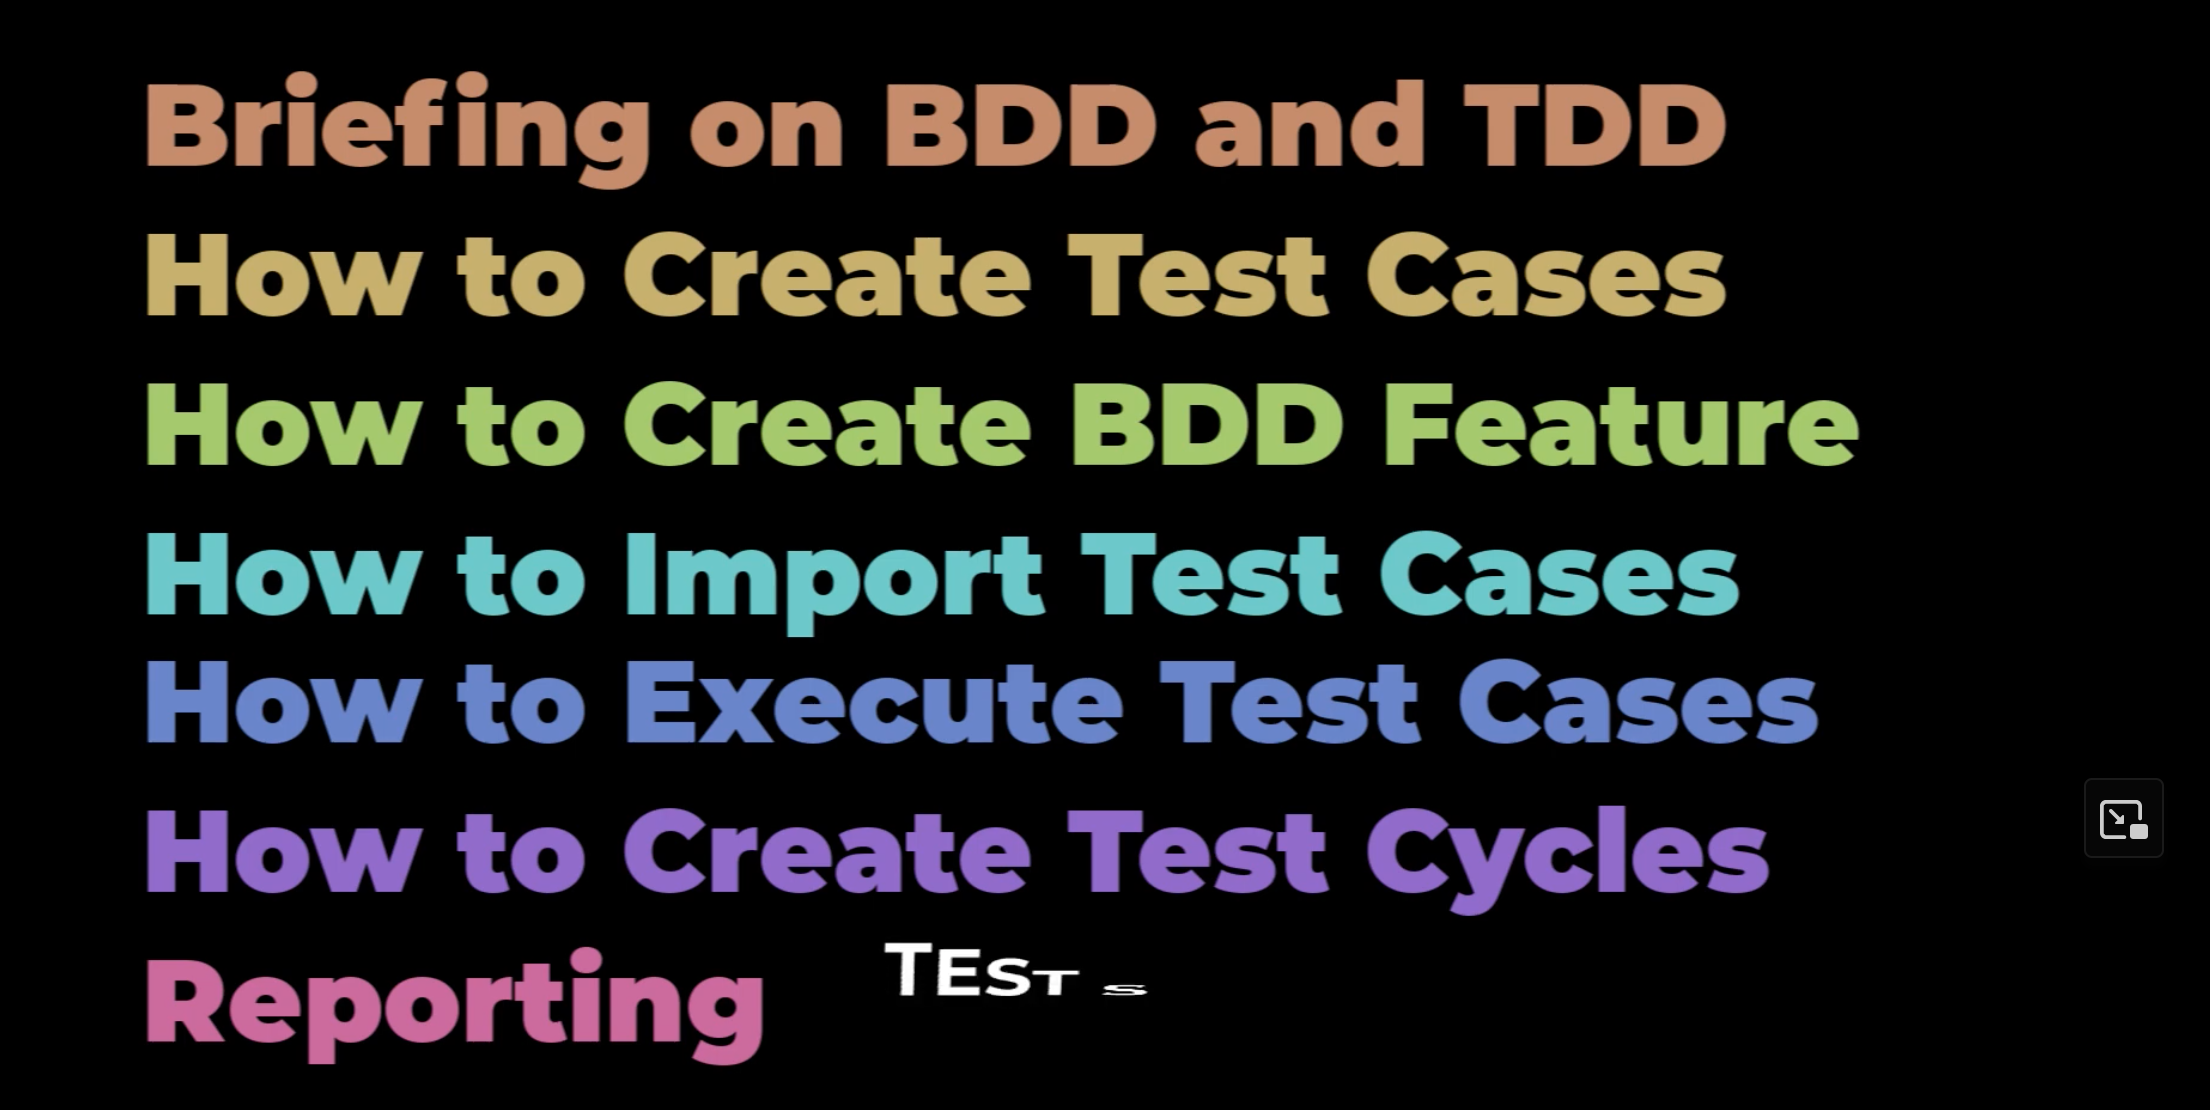 Briefing on BDD and TDD
How to Create Test Cases
How to Create BDD Feature
How to Import Test Cases
How to Execute Test Cases
How to Create Test Cycles
Reporting TEST S